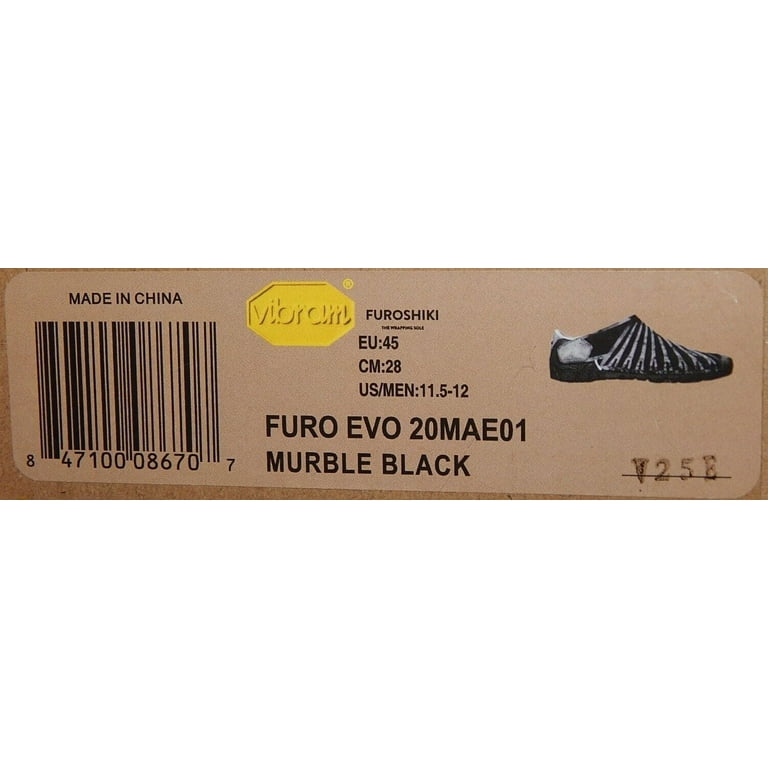 MADE IN CHINA
8 47100 08670 7
vibram®
FUROSHIKI
THE WRAPPING SOLE
EU:45
CM:28
US/MEN:11.5-12
FURO EVO 20MAE01
MURBLE BLACK